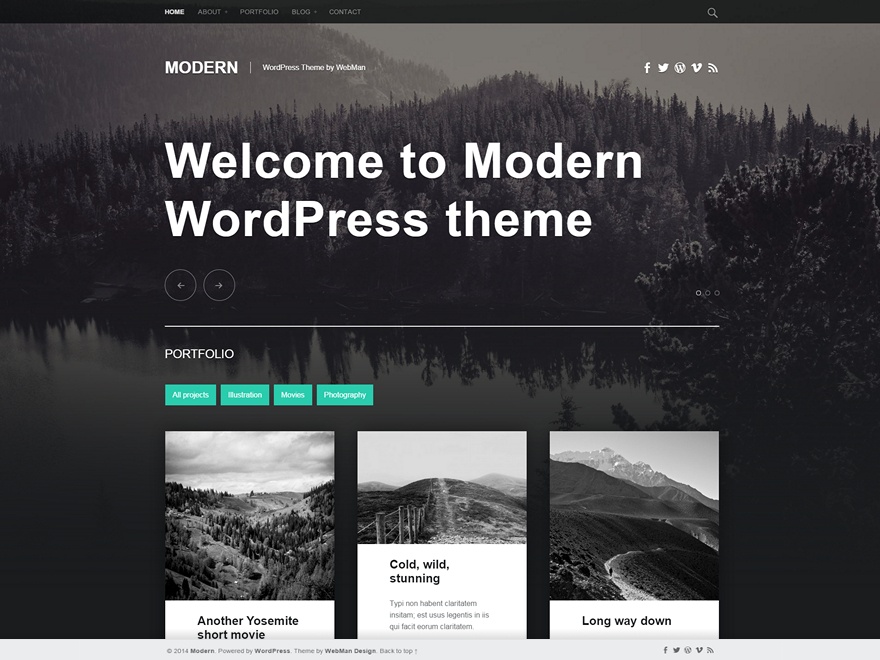 HOME ABOUT PORTFOLIO BLOG CONTACT
MODERN WordPress Theme by WebMan
Welcome to Modern
WordPress theme
PORTFOLIO
All projects Illustration Movies Photography
Another Yosemite
short movie
Cold, wild,
stunning
Typi non habent claritatem
insitam; est usus legentis in iis
qui facit eorum claritatem.
Long way down
© 2014 Modern. Powered by WordPress. Theme by WebMan Design. Back to top ↑